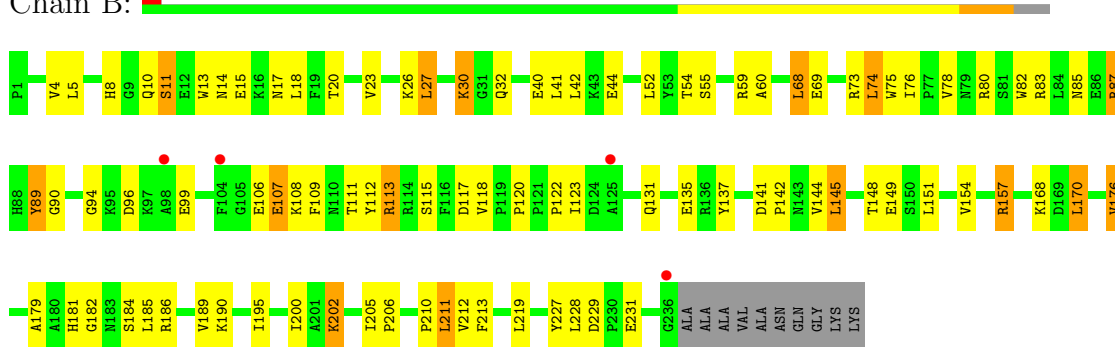 Chain B:
P1 V4 L5 H8 G9 Q10 S11 E12 W13 N14 E15 K16 N17 L18 F19 T20 V23 K26 L27 K30 G31 Q32 E40 L41 L42 K43 E44 L52 Y53 T54 S55 R59 A60 L68 E69 R73 L74 W75 I76 P77 V78 N79 R80 S81 W82 R83 L84 N85 E86 R87
H88 Y89 G90 G94 K95 D96 K97 A98 E99 F104 G105 E106 E107 K108 F109 N110 T111 Y112 R113 R114 S115 F116 D117 V118 P119 P120 P121 P122 I123 D124 A125 Q131 E135 R136 Y137 D141 P142 N143 V144 L145 T148 E149 S150 L151 V154 R157 K168 D169 L170 V176
A179 A180 H181 G182 N183 S184 L185 R186 V189 K190 I195 I200 A201 K202 I205 P206 P210 L211 V212 F213 L219 Y227 L228 D229 P230 E231 G236 ALA ALA ALA VAL ALA ASN GLN GLY LYS LYS